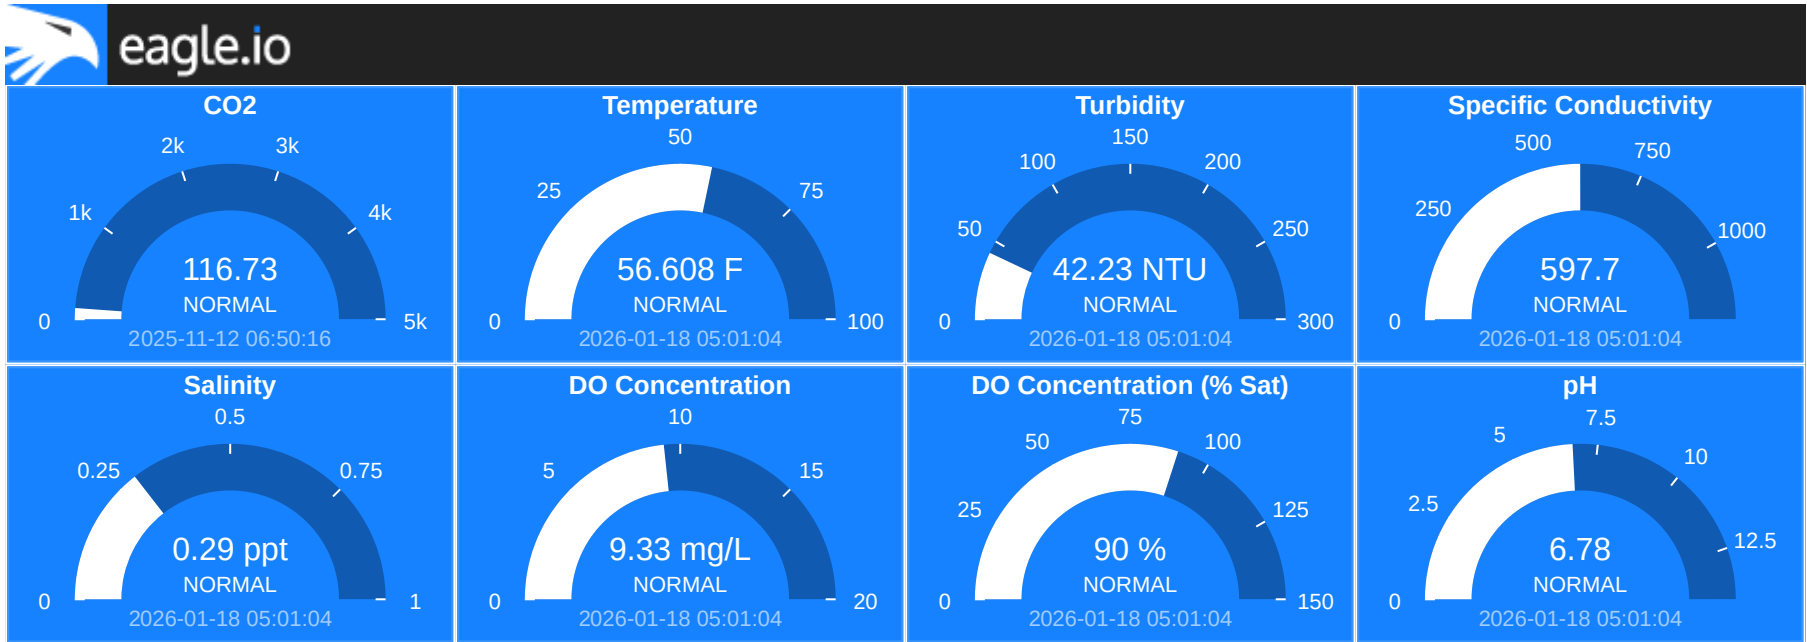 eagle.io
CO2
0
1k
2k
3k
4k
5k
116.73
NORMAL
2025-11-12 06:50:16
Temperature
0
25
50
75
100
56.608 F
NORMAL
2026-01-18 05:01:04
Turbidity
0
50
100
150
200
250
300
42.23 NTU
NORMAL
2026-01-18 05:01:04
Specific Conductivity
0
250
500
750
1000
597.7
NORMAL
2026-01-18 05:01:04
Salinity
0
0.25
0.5
0.75
1
0.29 ppt
NORMAL
2026-01-18 05:01:04
DO Concentration
0
5
10
15
20
9.33 mg/L
NORMAL
2026-01-18 05:01:04
DO Concentration (% Sat)
0
25
50
75
100
125
150
90 %
NORMAL
2026-01-18 05:01:04
pH
0
2.5
5
7.5
10
12.5
6.78
NORMAL
2026-01-18 05:01:04